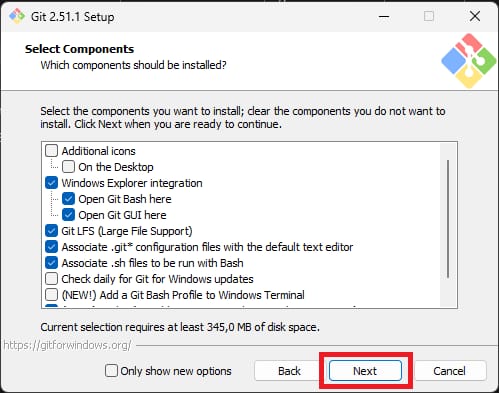 Git 2.51.1 Setup
Select Components
Which components should be installed?
Select the components you want to install; clear the components you do not want to
install. Click Next when you are ready to continue.
Additional icons
On the Desktop
Windows Explorer integration
Open Git Bash here
Open Git GUI here
Git LFS (Large File Support)
Associate .git* configuration files with the default text editor
Associate .sh files to be run with Bash
Check daily for Git for Windows updates
(NEW!) Add a Git Bash Profile to Windows Terminal
Current selection requires at least 345,0 MB of disk space.
https://gitforwindows.org/
Only show new options
Back
Next
Cancel